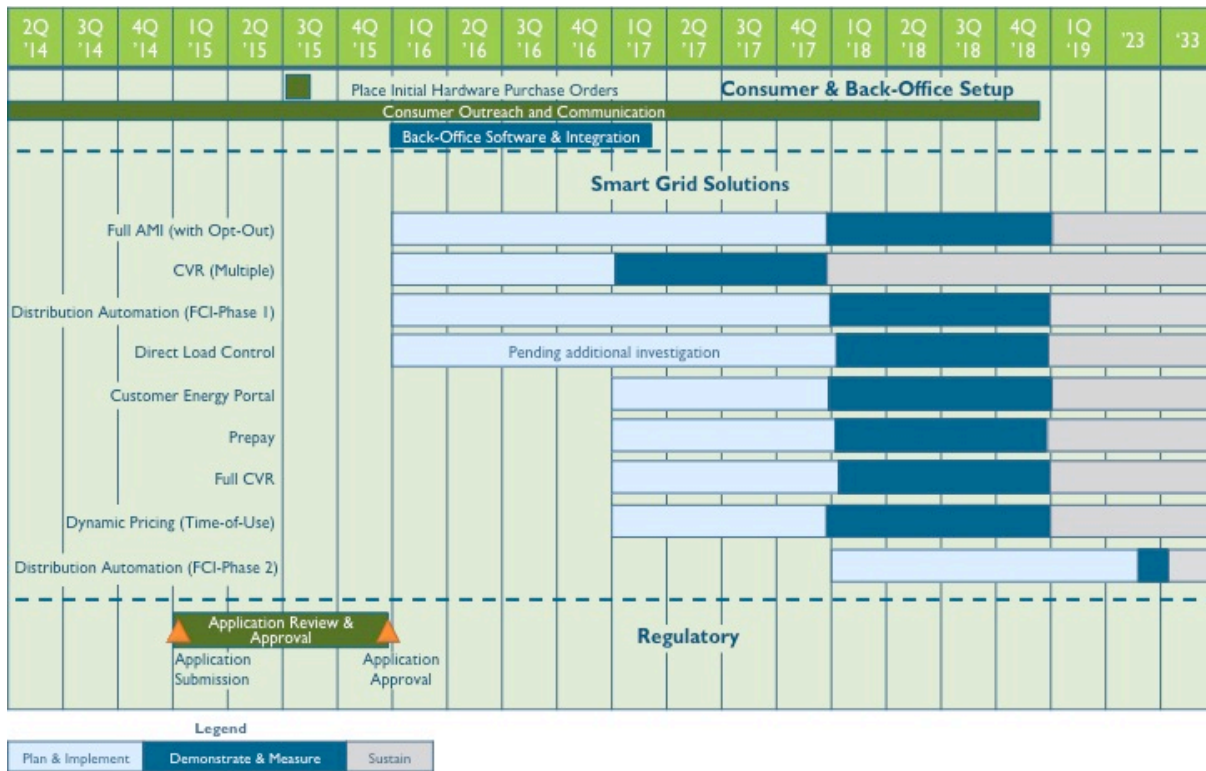 2Q 3Q 4Q 1Q 2Q 3Q 4Q 1Q 2Q 3Q 4Q 1Q 2Q 3Q 4Q 1Q 2Q 3Q 4Q 1Q '23 '33
'14 '14 '14 '15 '15 '15 '15 '16 '16 '16 '16 '17 '17 '17 '17 '18 '18 '18 '18 '19
Place Initial Hardware Purchase Orders
Consumer & Back-Office Setup
Consumer Outreach and Communication
Back-Office Software & Integration
Smart Grid Solutions
Full AMI (with Opt-Out)
CVR (Multiple)
Distribution Automation (FCI-Phase 1)
Direct Load Control
Pending additional investigation
Customer Energy Portal
Prepay
Full CVR
Dynamic Pricing (Time-of-Use)
Distribution Automation (FCI-Phase 2)
Application Review &
Approval
Regulatory
Application
Submission
Application
Approval
Legend
Plan & Implement
Demonstrate & Measure
Sustain